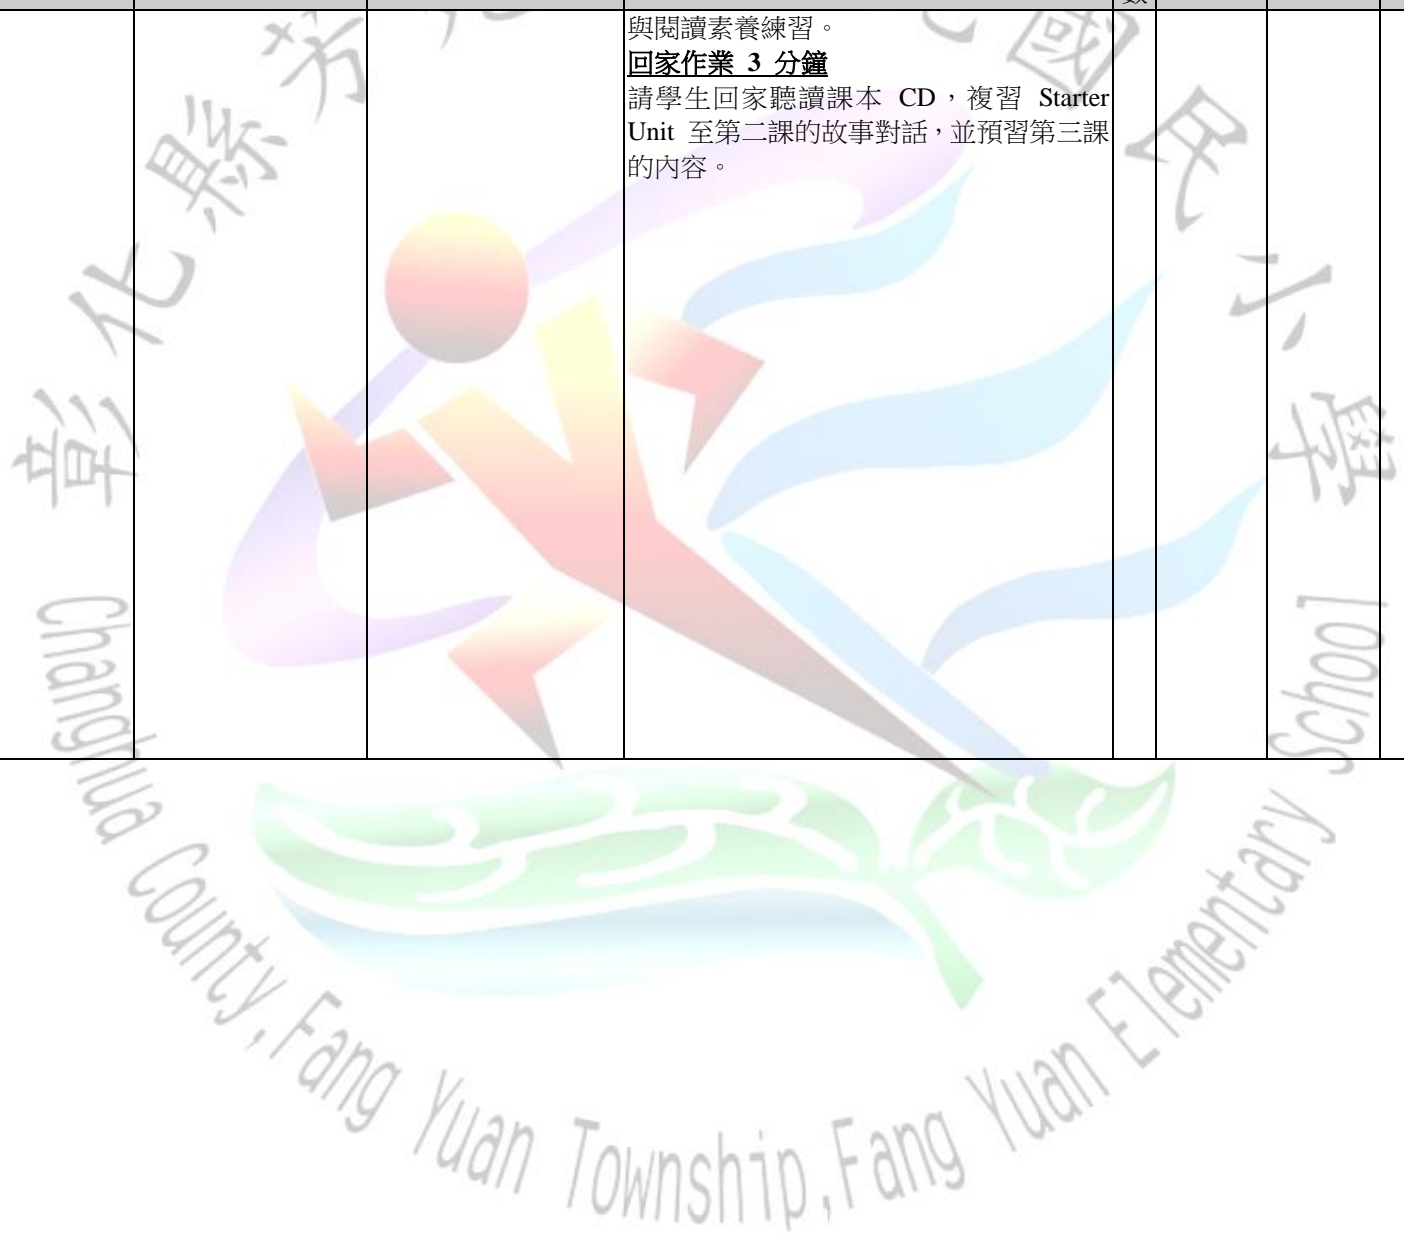 數
與閱讀素養練習。
回家作業 3 分鐘
請學生回家聽讀課本 CD，複習 Starter
Unit 至第二課的故事對話，並預習第三課
的內容。
彰化縣芳
國民小學
Changhua County, Fang Yuan Township, Fang Yuan Elementary School